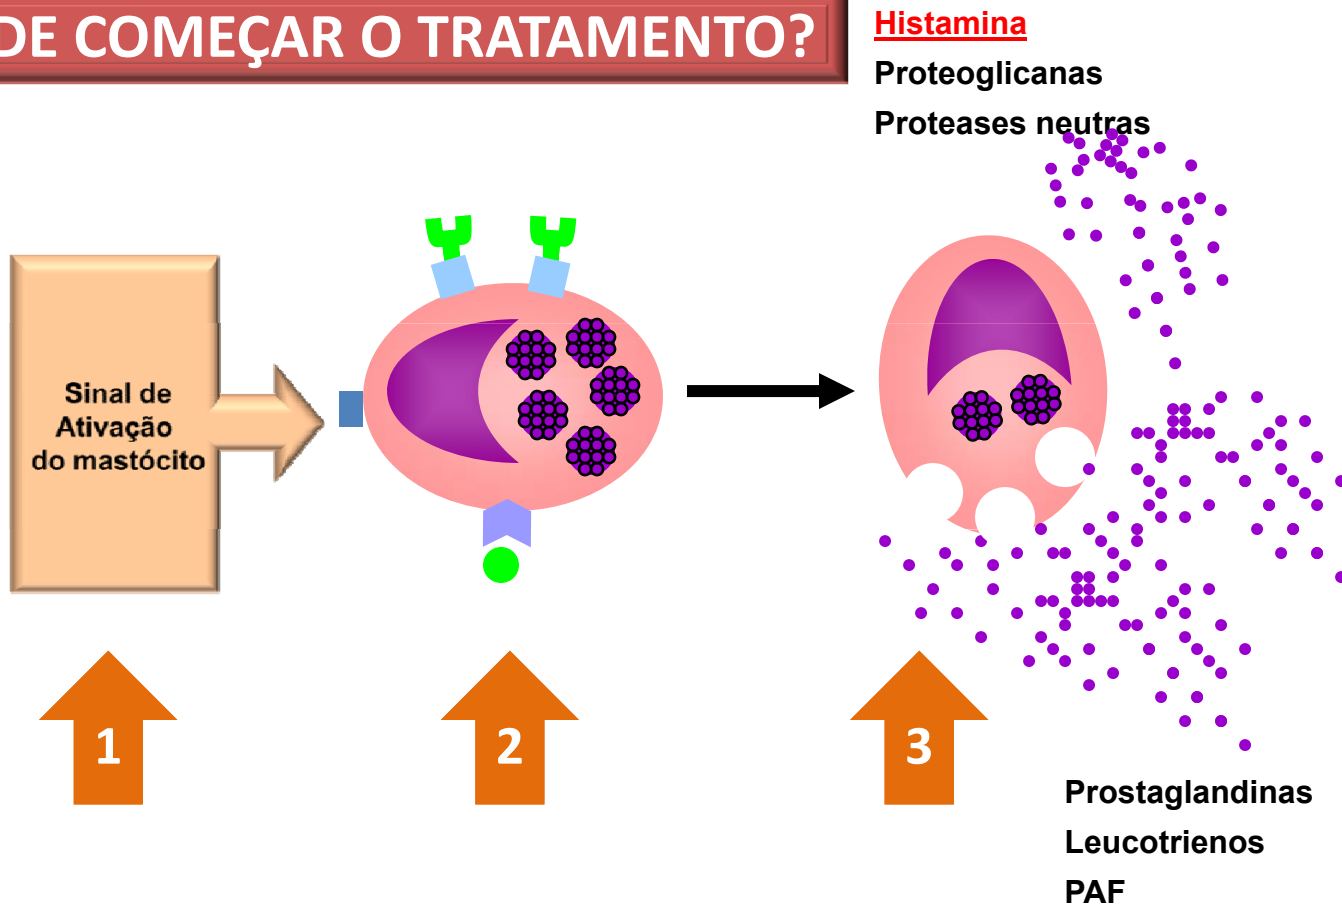 DE COMEÇAR O TRATAMENTO?
Histamina
Proteoglicanas
Proteases neutras
Sinal de
Ativação
do mastócito
1
2
3
Prostaglandinas
Leucotrienos
PAF